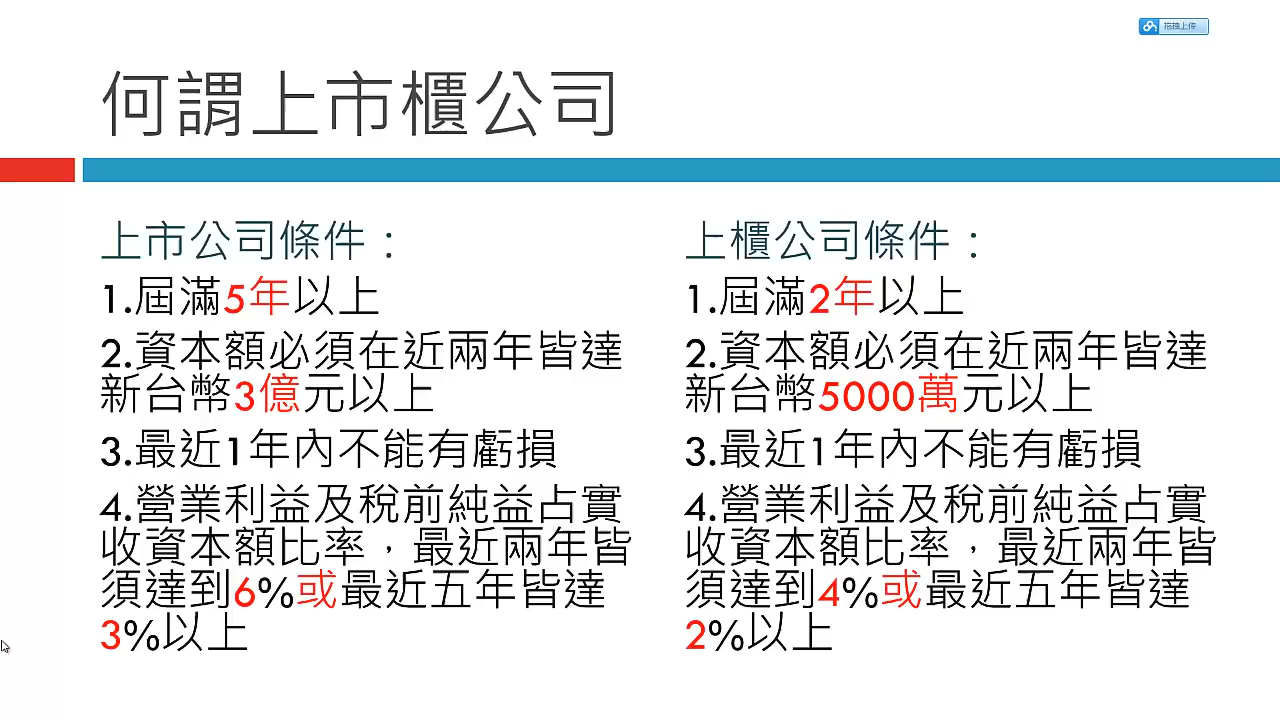 拖拽上传
何謂上市櫃公司
上市公司條件：
1.屆滿5年以上
2.資本額必須在近兩年皆達
新台幣3億元以上
3.最近1年內不能有虧損
4.營業利益及稅前純益占實
收資本額比率，最近兩年皆
須達到6%或最近五年皆達
3%以上
上櫃公司條件：
1.屆滿2年以上
2.資本額必須在近兩年皆達
新台幣5000萬元以上
3.最近1年內不能有虧損
4.營業利益及稅前純益占實
收資本額比率，最近兩年皆
須達到4%或最近五年皆達
2%以上